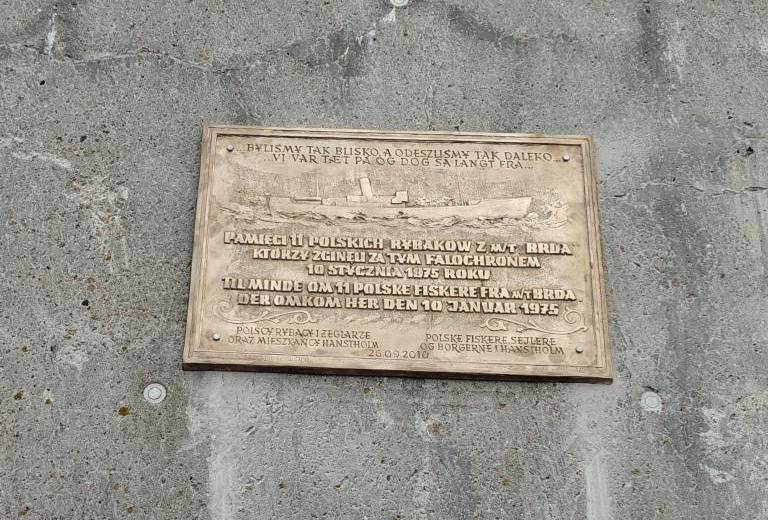 ...BYLIŚMY TAK BLISKO, A ODESZLIŚMY TAK DALEKO...
VI VAR TET PÅ OG DOG SÅ LANGT FRA...
PAMIĘCI 11 POLSKICH RYBAKÓW Z M/T "BRDA"
KTÓRZY ZGINĘLI ZA TYM FALOCHRONEM
10 STYCZNIA 1975 ROKU
TIL MINDE OM 11 POLSKE FISKERE FRA M/T BRDA,
DER OMKOM HER DEN 10 JANUAR 1975
POLSCY RYBACY I ŻEGLARZE
ORAZ MIESZKAŃCY HANSTHOLM
POLSKE FISKERE, SEJLERE
OG BORGERNE I HANSTHOLM
26.09.2010